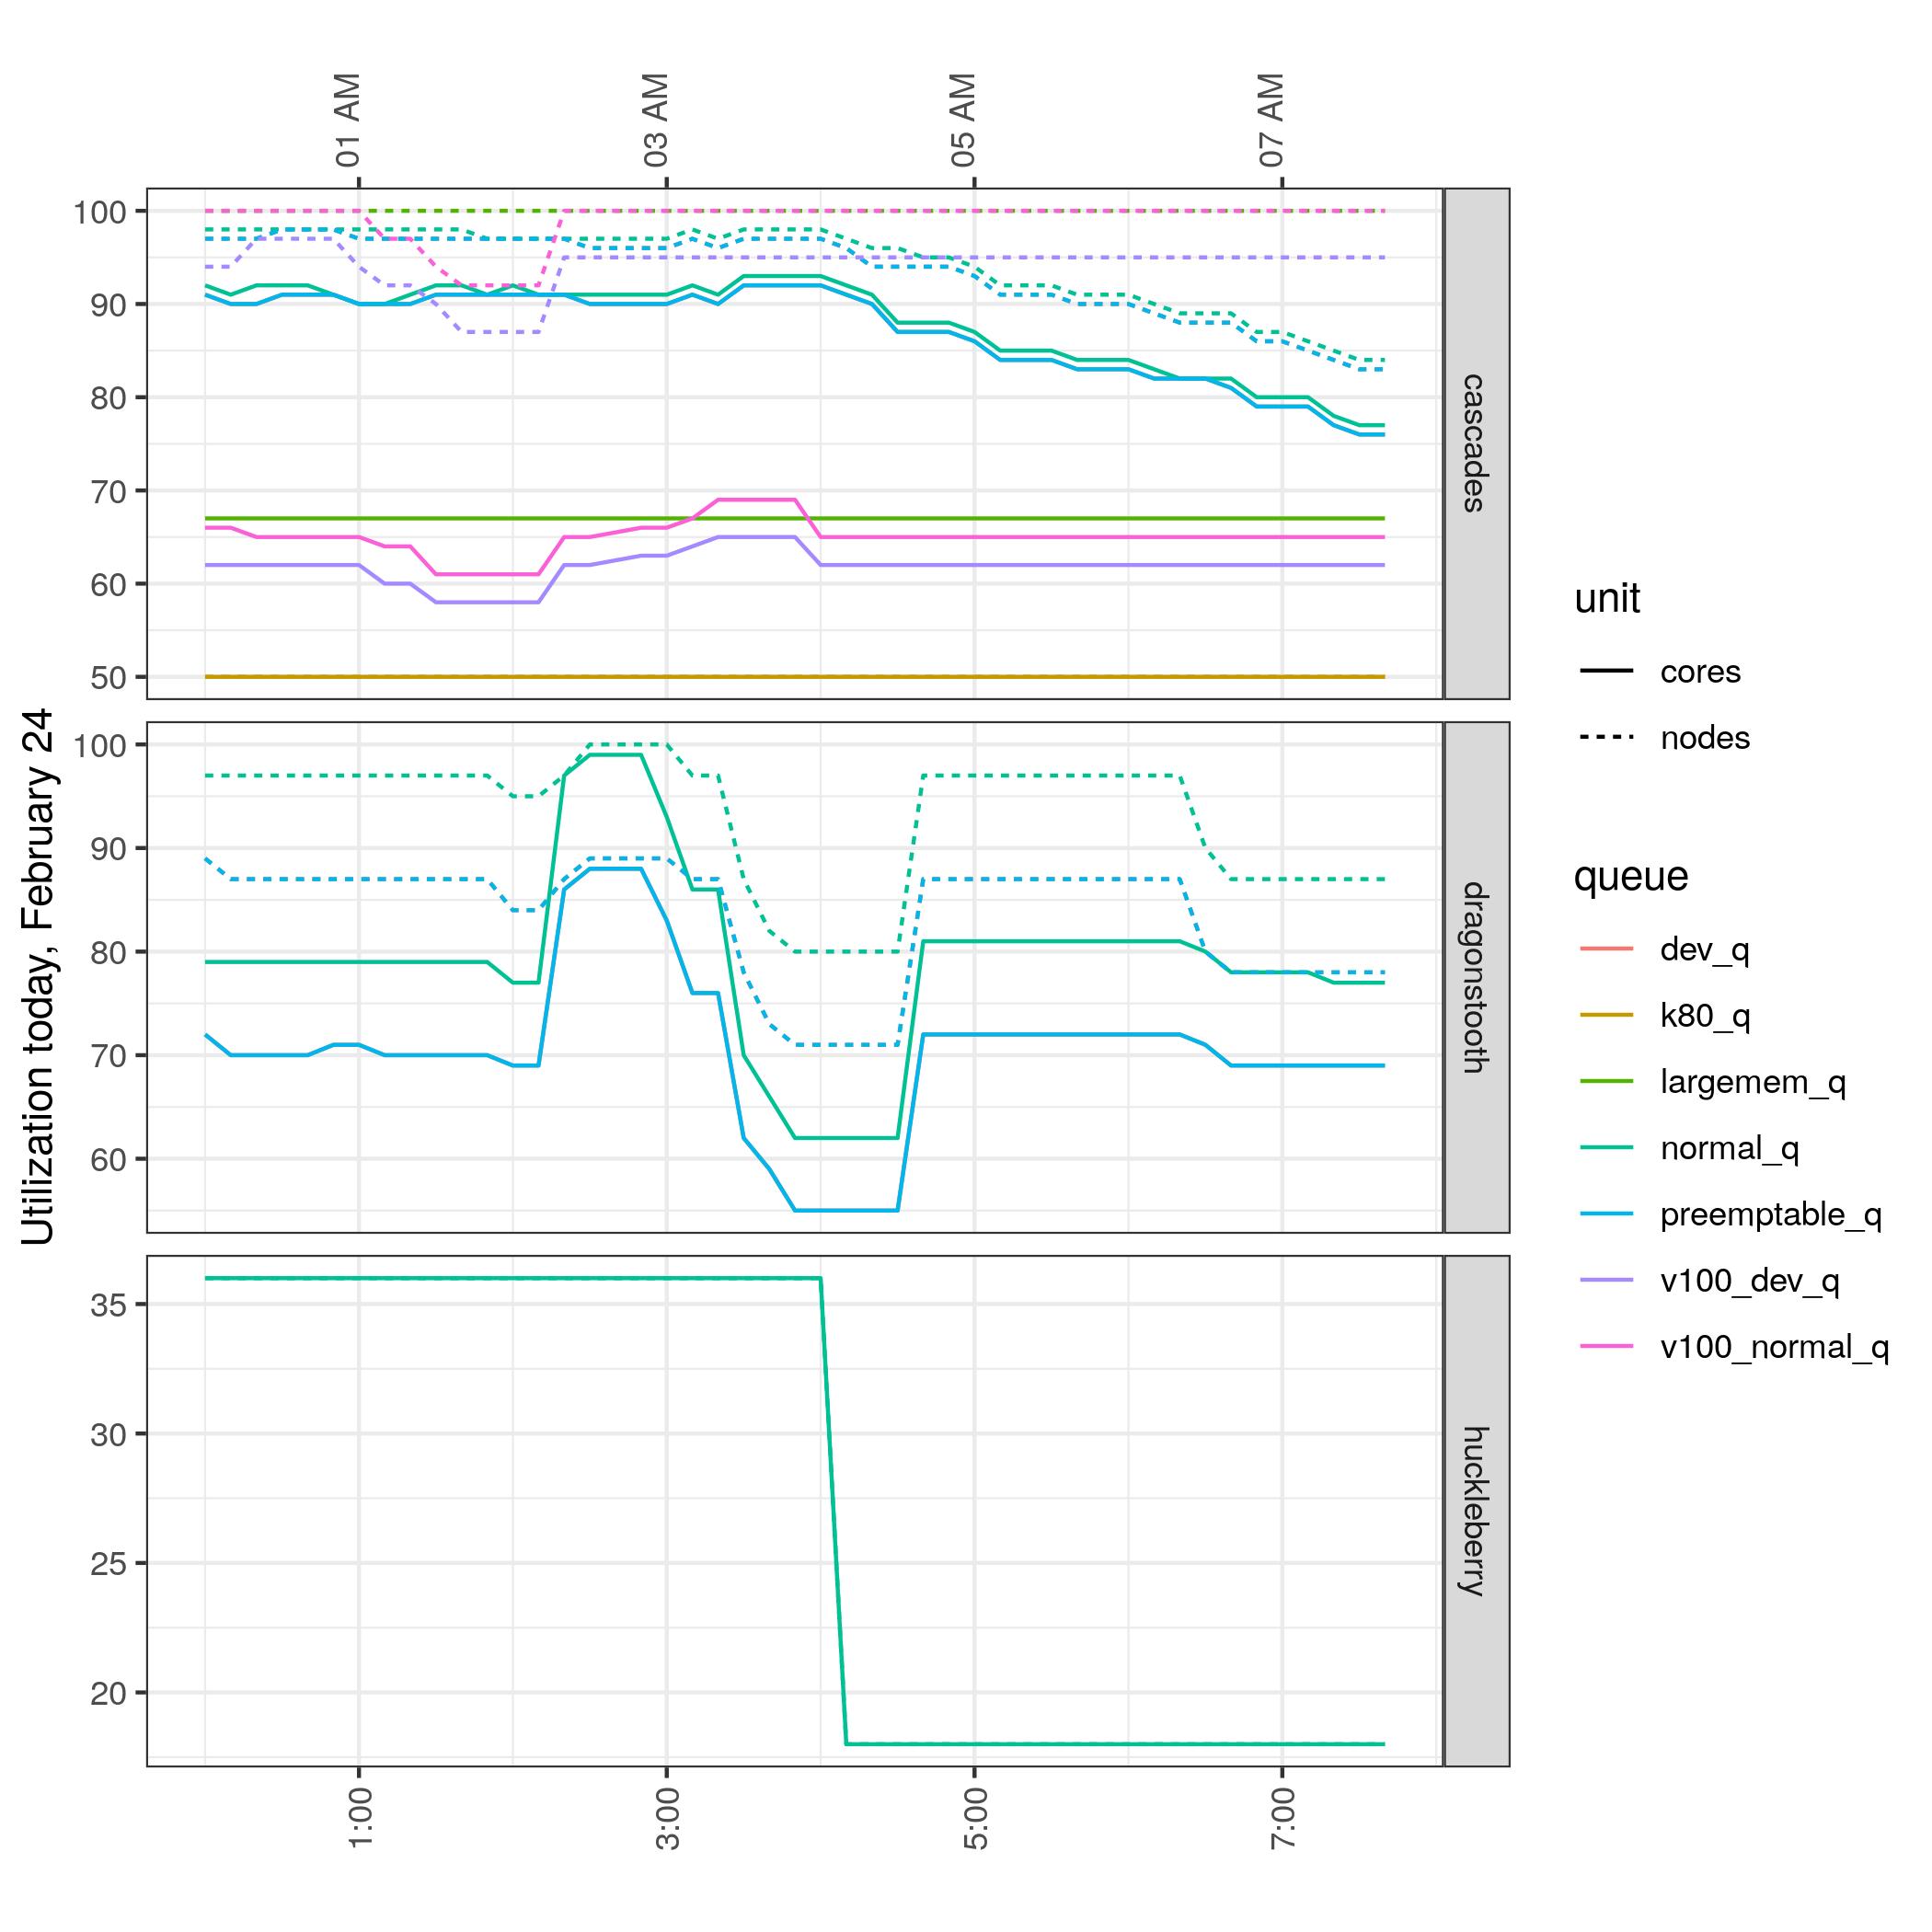 01 AM
03 AM
05 AM
07 AM
Utilization today, February 24
100
90
80
70
60
50
cascades
100
90
80
70
60
dragonstooth
35
30
25
20
huckleberry
1:00
3:00
5:00
7:00
unit
cores
nodes
queue
dev_q
k80_q
largemem_q
normal_q
preemptable_q
v100_dev_q
v100_normal_q